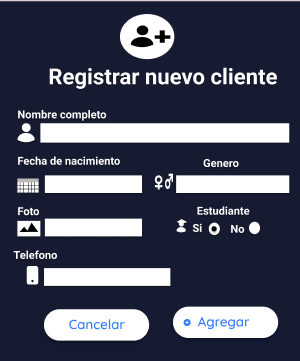 Registrar nuevo cliente
Nombre completo
Fecha de nacimiento
Genero
Foto
Estudiante
Si
No
Telefono
Cancelar
Agregar